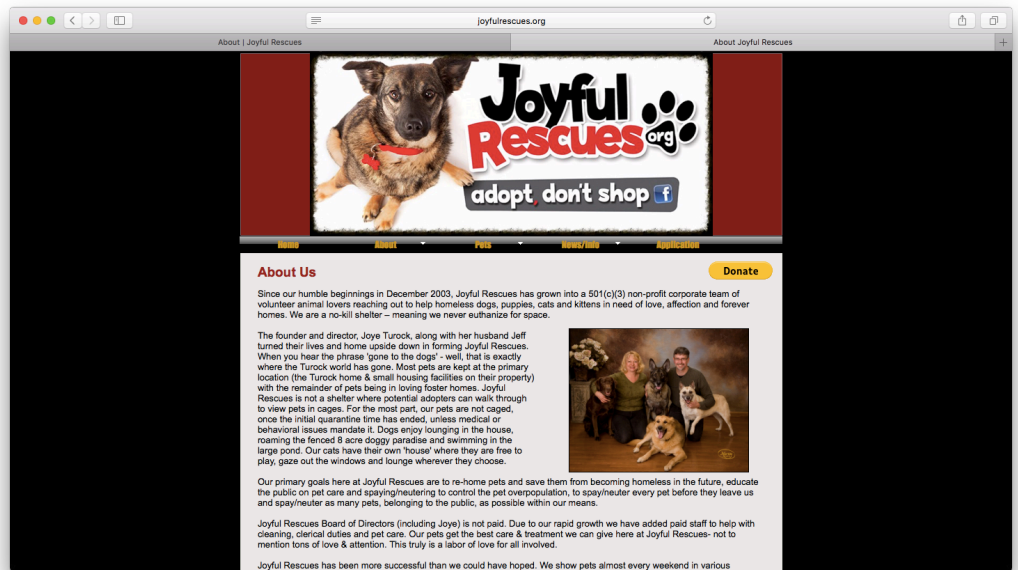 joyfulrescues.org
About | Joyful Rescues
About Joyful Rescues
Joyful
Rescues
org
adopt, don't shop f
Home About Pets News/Info Application
About Us
Donate
Since our humble beginnings in December 2003, Joyful Rescues has grown into a 501(c)(3) non-profit corporate team of
volunteer animal lovers reaching out to help homeless dogs, puppies, cats and kittens in need of love, affection and forever
homes. We are a no-kill shelter – meaning we never euthanize for space.
The founder and director, Joye Turock, along with her husband Jeff
turned their lives and home upside down in forming Joyful Rescues.
When you hear the phrase 'gone to the dogs' - well, that is exactly
where the Turock world has gone. Most pets are kept at the primary
location (the Turock home & small housing facilities on their property)
with the remainder of pets being in loving foster homes. Joyful
Rescues is not a shelter where potential adopters can walk through
to view pets in cages. For the most part, our pets are not caged,
once the initial quarantine time has ended, unless medical or
behavioral issues mandate it. Dogs enjoy lounging in the house,
roaming the fenced 8 acre doggy paradise and swimming in the
large pond. Our cats have their own 'house' where they are free to
play, gaze out the windows and lounge wherever they choose.
Our primary goals here at Joyful Rescues are to re-home pets and save them from becoming homeless in the future, educate
the public on pet care and spaying/neutering to control the pet overpopulation, to spay/neuter every pet before they leave us
and spay/neuter as many pets, belonging to the public, as possible within our means.
Joyful Rescues Board of Directors (including Joye) is not paid. Due to our rapid growth we have added paid staff to help with
cleaning, clerical duties and pet care. Our pets get the best care & treatment we can give here at Joyful Rescues- not to
mention tons of love & attention. This truly is a labor of love for all involved.
Joyful Rescues has been more successful than we could have hoped. We show pets almost every weekend in various